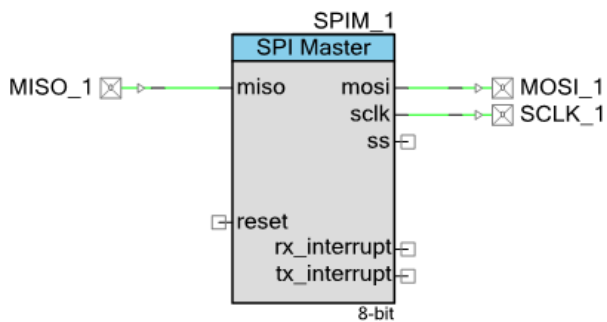 SPIM_1
SPI Master
MISO_1 miso mosi MOSI_1
sclk SCLK_1
ss
reset
rx_interrupt
tx_interrupt
8-bit